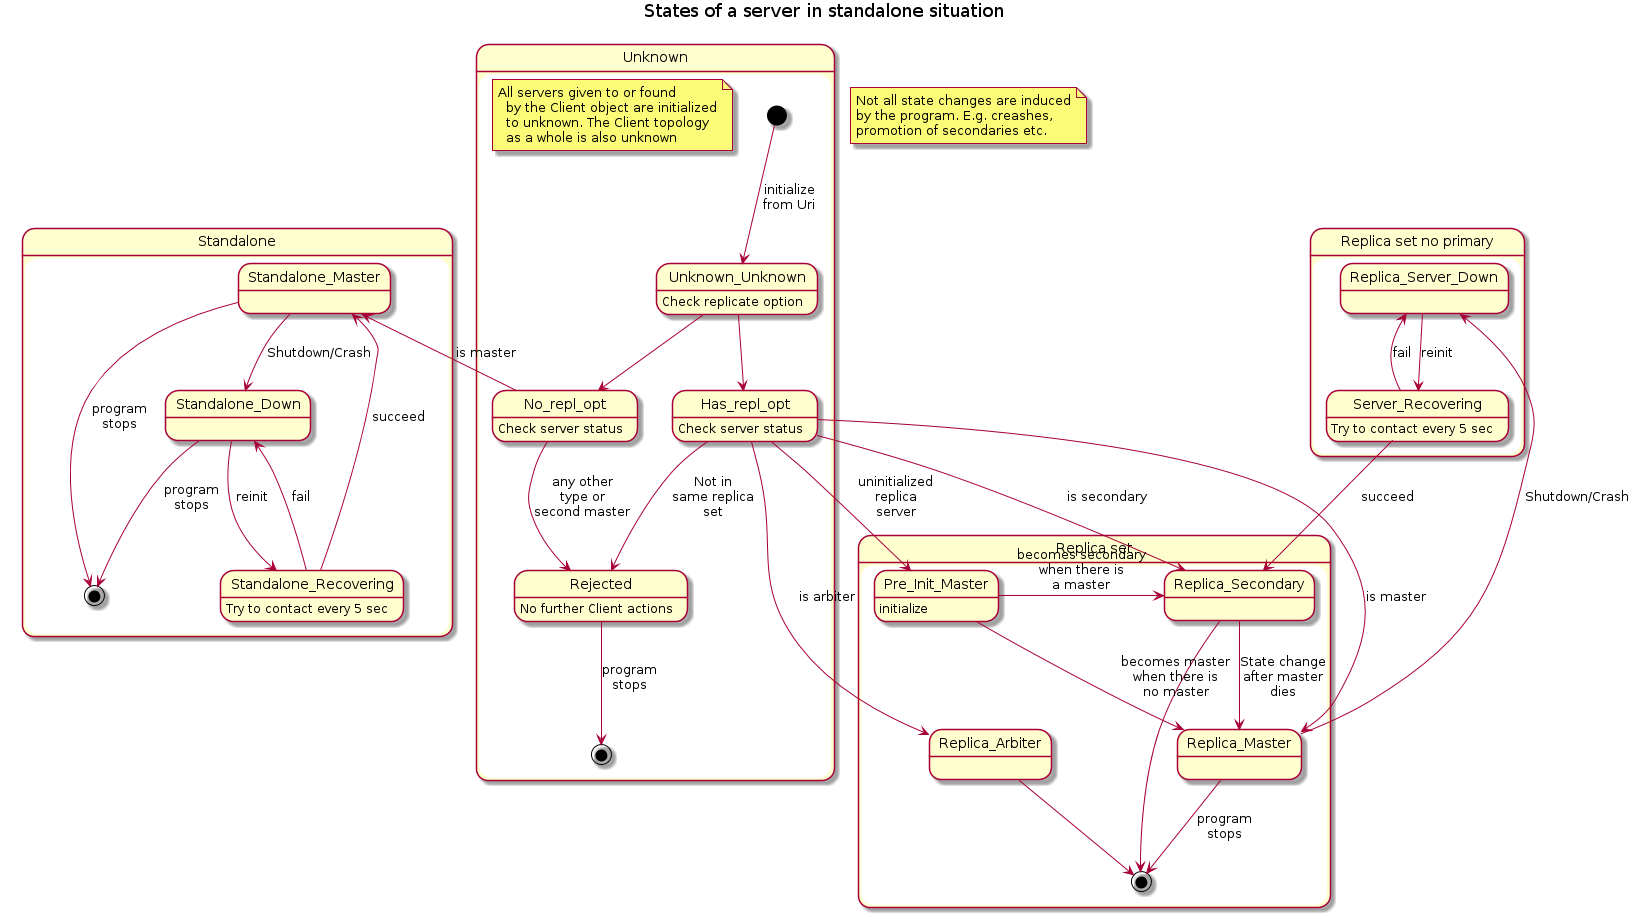 States of a server in standalone situation
Unknown
All servers given to or found
by the Client object are initialized
to unknown. The Client topology
as a whole is also unknown
Not all state changes are induced
by the program. E.g. creashes,
promotion of secondaries etc.
initialize
from Uri
Unknown_Unknown
Check replicate option
No_repl_opt
Check server status
Has_repl_opt
Check server status
any other
type or
second master
Not in
same replica
set
Rejected
No further Client actions
program
stops
Standalone
Standalone_Master
is master
Shutdown/Crash
program
stops
Standalone_Down
succeed
program
stops
reinit
fail
Standalone_Recovering
Try to contact every 5 sec
Replica set no primary
Replica_Server_Down
fail
reinit
Server_Recovering
Try to contact every 5 sec
uninitialized
replica
server
is secondary
succeed
Shutdown/Crash
is arbiter
is master
Replica set
Pre_Init_Master
initialize
becomes secondary
when there is
a master
Replica_Secondary
becomes master
when there is
no master
State change
after master
dies
Replica_Arbiter
Replica_Master
program
stops